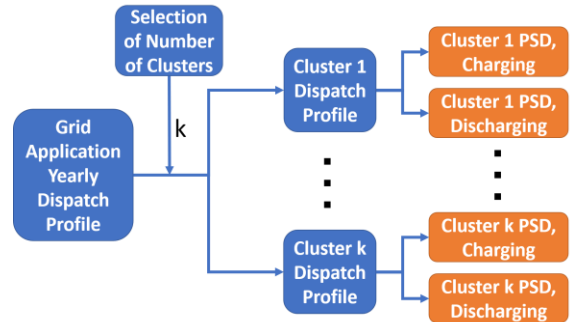 Selection
of Number
of Clusters
k
Grid
Application
Yearly
Dispatch
Profile
Cluster 1
Dispatch
Profile
Cluster 1 PSD,
Charging
Cluster 1 PSD,
Discharging
Cluster k
Dispatch
Profile
Cluster k PSD,
Charging
Cluster k PSD,
Discharging